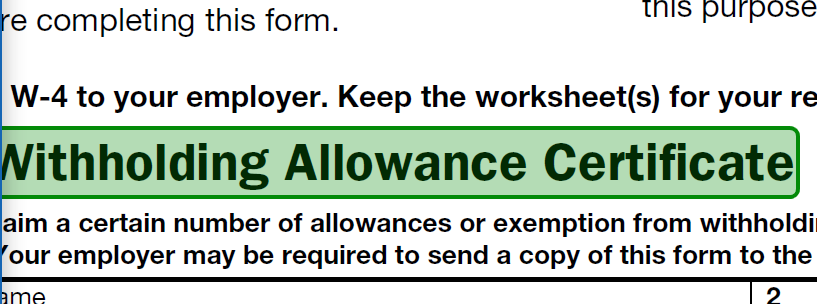 this purpose
re completing this form.
W-4 to your employer. Keep the worksheet(s) for your re
Withholding Allowance Certificate
aim a certain number of allowances or exemption from withholdi
Your employer may be required to send a copy of this form to the
ame
2